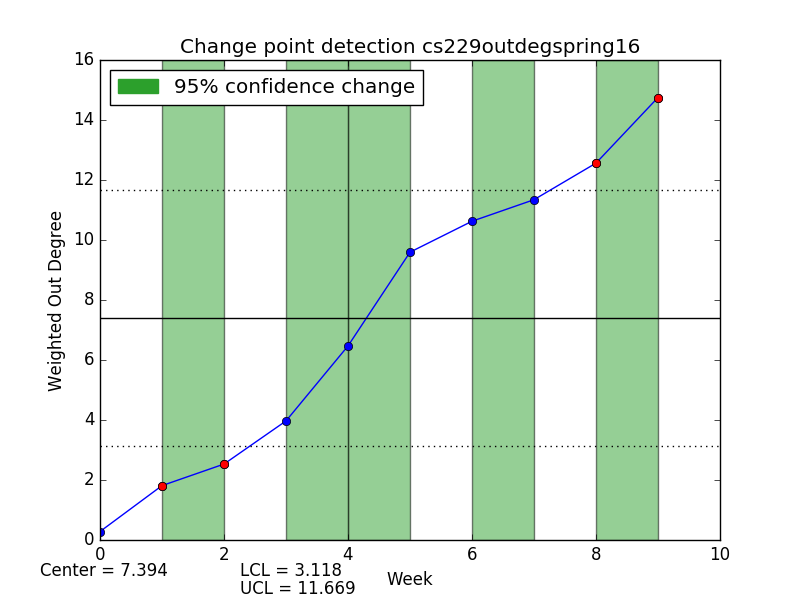 Change point detection cs229outdegspring16
95% confidence change
16
14
12
10
8
6
4
2
0
Weighted Out Degree
0 2 4 6 8 10
Week
Center = 7.394
LCL = 3.118
UCL = 11.669